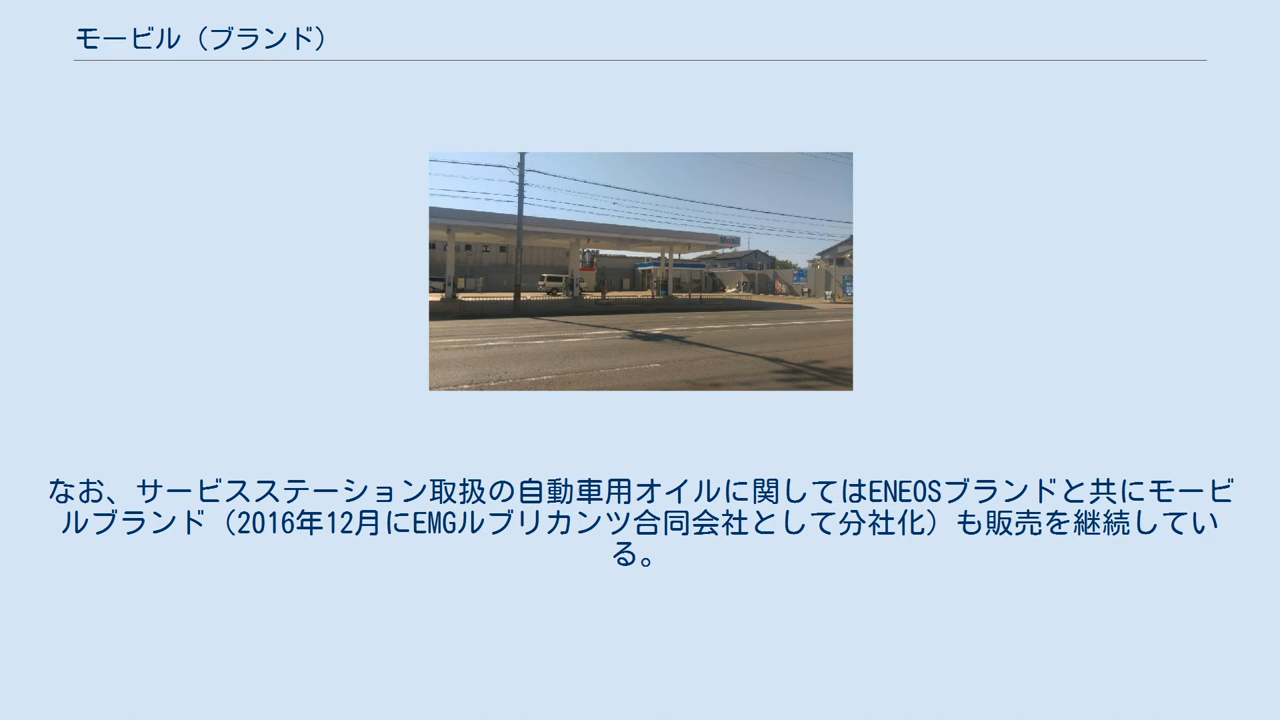 モービル（ブランド）
Mobil
なお、サービスステーション取扱の自動車用オイルに関してはENEOSブランドと共にモービ
ルブランド（2016年12月にEMGルブリカンツ合同会社として分社化）も販売を継続してい
る。